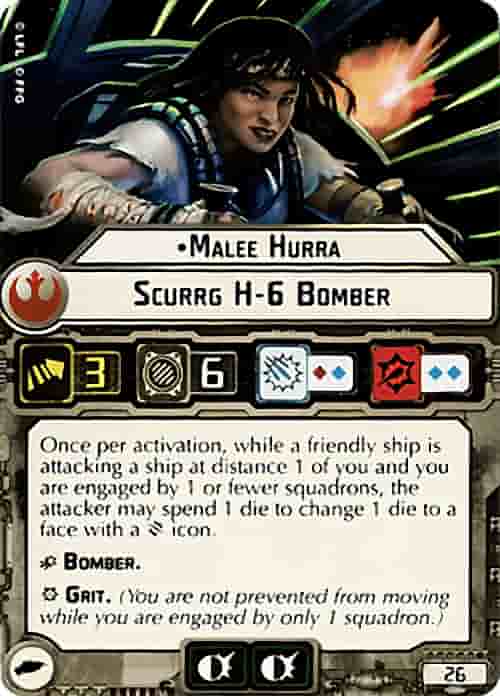 © LFL © FFG
•Malee Hurra
Scurrg H-6 Bomber
3 6
Once per activation, while a friendly ship is
attacking a ship at distance 1 of you and you
are engaged by 1 or fewer squadrons, the
attacker may spend 1 die to change 1 die to a
face with a icon.
Bomber.
Grit. (You are not prevented from moving
while you are engaged by only 1 squadron.)
26